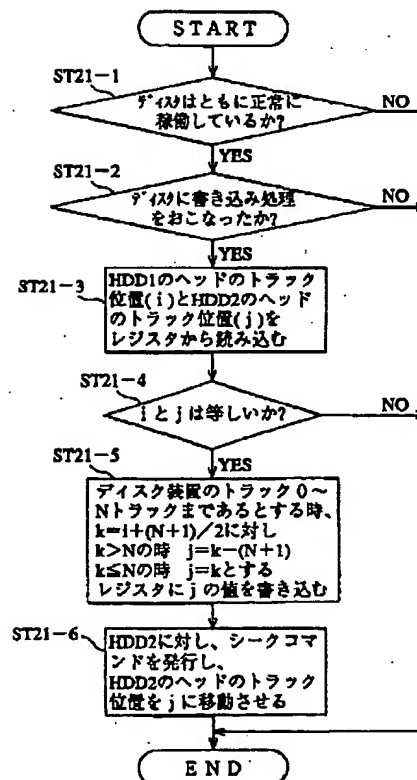 START
ST21-1
ディスクはともに正常に
稼働しているか?
NO
YES
ST21-2
ディスクに書き込み処理
をおこなったか?
NO
YES
ST21-3
HDD1のヘッドのトラック
位置(i)とHDD2のヘッド
のトラック位置(j)を
レジスタから読み込む
ST21-4
iとjは等しいか?
NO
YES
ST21-5
ディスク装置のトラック0~
Nトラックまであるとする時、
k=i+(N+1)/2に対し
k>Nの時 j=k-(N+1)
k≦Nの時 j=kとする
レジスタにjの値を書き込む
ST21-6
HDD2に対し、シークコマ
ンドを発行し、
HDD2のヘッドのトラック
位置をjに移動させる
END